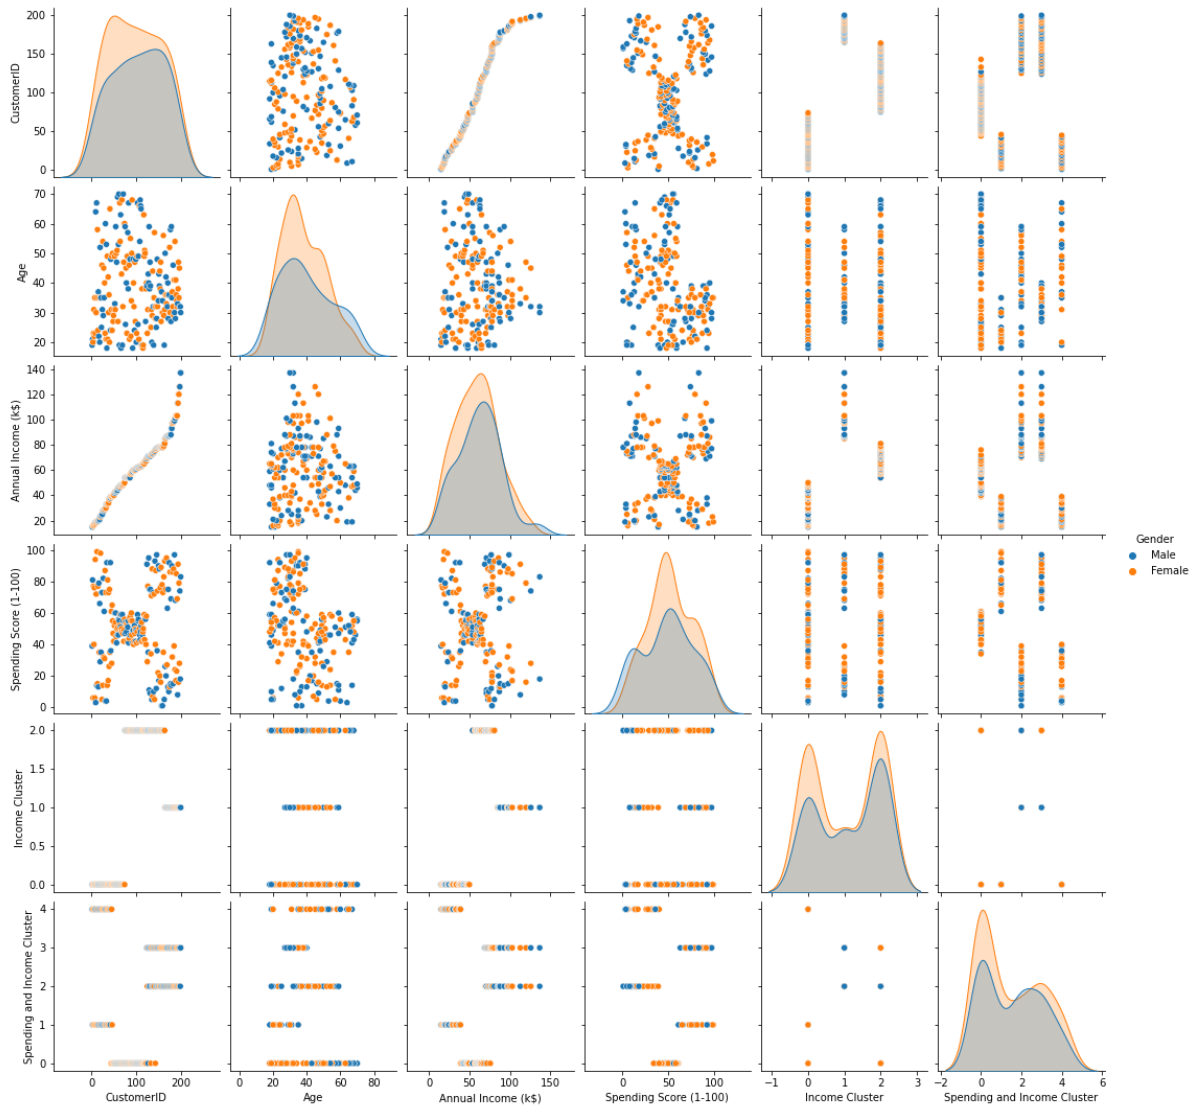 CustomerID
200
150
100
50
0
Age
70
60
50
40
30
20
Annual Income (k$)
140
120
100
80
60
40
20
Spending Score (1-100)
100
80
60
40
20
0
Gender
Male
Female
Income Cluster
2.0
1.5
1.0
0.5
0.0
Spending and Income Cluster
4
3
2
1
0
0 100 200
0 20 40 60 80
0 50 100 150
0 50 100
−1 0 1 2 3
−2 0 2 4 6
CustomerID
Age
Annual Income (k$)
Spending Score (1-100)
Income Cluster
Spending and Income Cluster